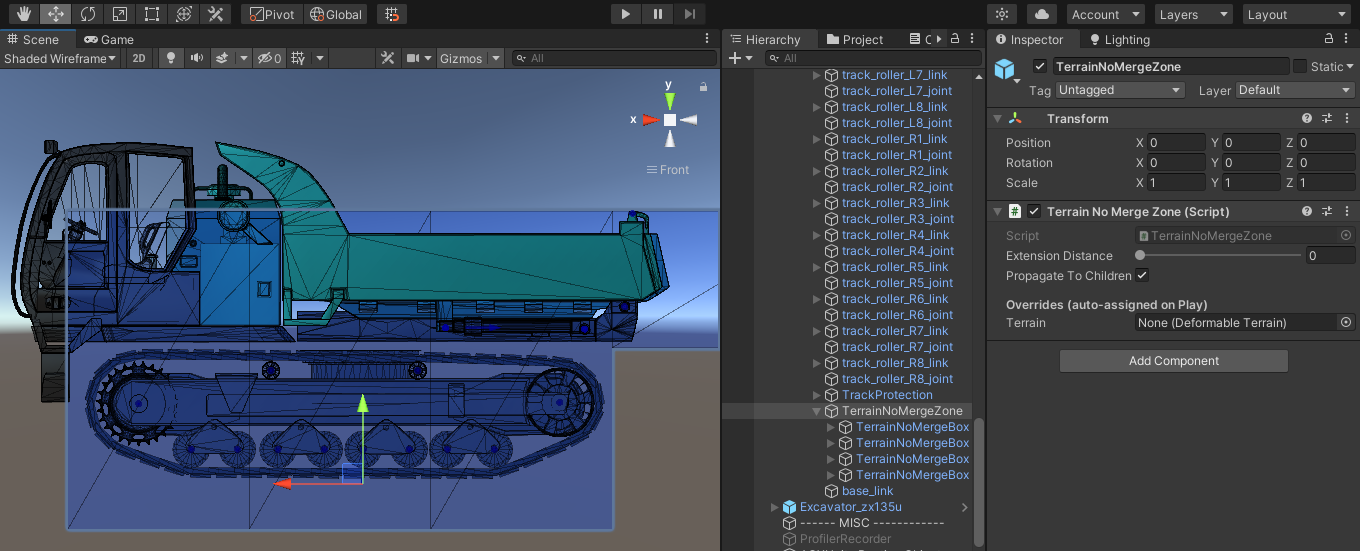 Pivot Global Account Layers Layout
Scene Game
Shaded Wireframe 2D 0 Gizmos All
y
x
Front
Hierarchy Project C
All
track_roller_L7_link
track_roller_L7_joint
track_roller_L8_link
track_roller_L8_joint
track_roller_R1_link
track_roller_R1_joint
track_roller_R2_link
track_roller_R2_joint
track_roller_R3_link
track_roller_R3_joint
track_roller_R4_link
track_roller_R4_joint
track_roller_R5_link
track_roller_R5_joint
track_roller_R6_link
track_roller_R6_joint
track_roller_R7_link
track_roller_R7_joint
track_roller_R8_link
track_roller_R8_joint
TrackProtection
TerrainNoMergeZone
TerrainNoMergeBox
TerrainNoMergeBox
TerrainNoMergeBox
TerrainNoMergeBox
base_link
Excavator_zx135u
------ MISC ------------
ProfilerRecorder
Inspector Lighting
TerrainNoMergeZone Static
Tag Untagged Layer Default
Transform
Position X 0 Y 0 Z 0
Rotation X 0 Y 0 Z 0
Scale X 1 Y 1 Z 1
Terrain No Merge Zone (Script)
Script TerrainNoMergeZone
Extension Distance 0
Propagate To Children
Overrides (auto-assigned on Play)
Terrain None (Deformable Terrain)
Add Component